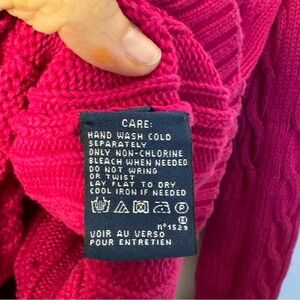 CARE:
HAND WASH COLD
SEPARATELY
ONLY NON-CHLORINE
BLEACH WHEN NEEDED
DO NOT WRING
OR TWIST
LAY FLAT TO DRY
COOL IRON IF NEEDED
P
nº1529
VOIR AU VERSO
POUR ENTRETIEN